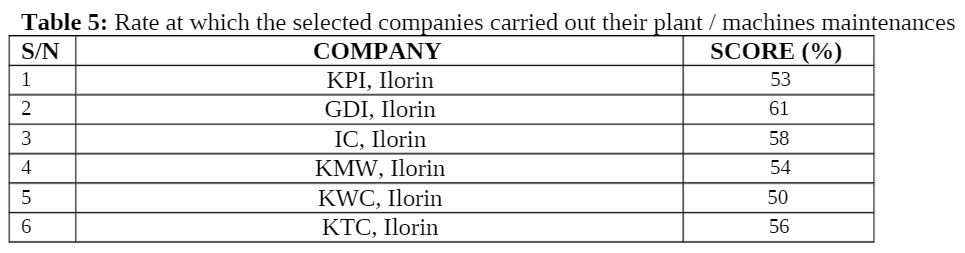 Table 5: Rate at which the selected companies carried out their plant / machines maintenances
S/N COMPANY SCORE (%)
1 KPI, Ilorin 53
2 GDI, Ilorin 61
3 IC, Ilorin 58
4 KMW, Ilorin 54
5 KWC, Ilorin 50
6 KTC, Ilorin 56